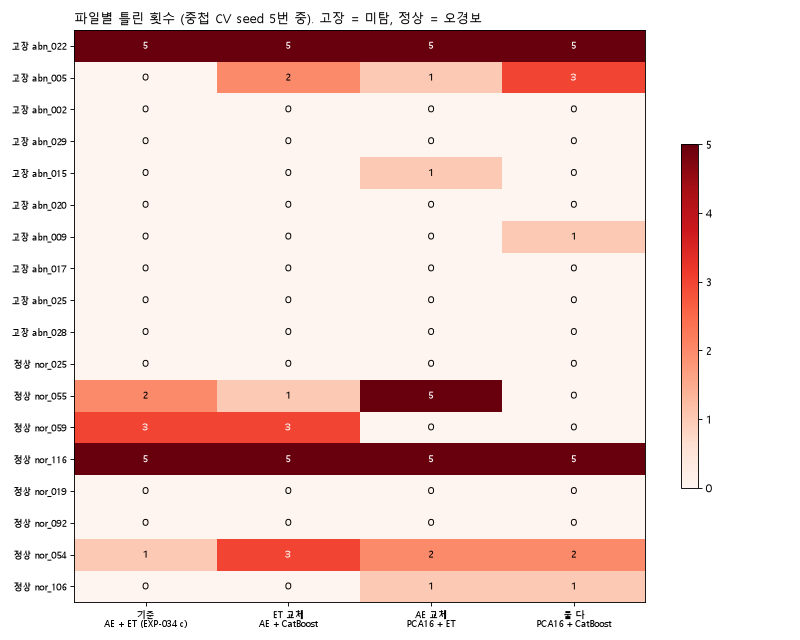 파일별 틀린 횟수 (중첩 CV seed 5번 중). 고장 = 미탐, 정상 = 오경보
고장 abn_022 5 5 5 5
고장 abn_005 0 2 1 3
고장 abn_002 0 0 0 0
고장 abn_029 0 0 0 0
고장 abn_015 0 0 1 0
고장 abn_020 0 0 0 0
고장 abn_009 0 0 0 1
고장 abn_017 0 0 0 0
고장 abn_025 0 0 0 0
고장 abn_028 0 0 0 0
정상 nor_025 0 0 0 0
정상 nor_055 2 1 5 0
정상 nor_059 3 3 0 0
정상 nor_116 5 5 5 5
정상 nor_019 0 0 0 0
정상 nor_092 0 0 0 0
정상 nor_054 1 3 2 2
정상 nor_106 0 0 1 1
기준 ET 교체 AE 교체 둘 다
AE + ET (EXP-034 c) AE + CatBoost PCA16 + ET PCA16 + CatBoost
5
4
3
2
1
0